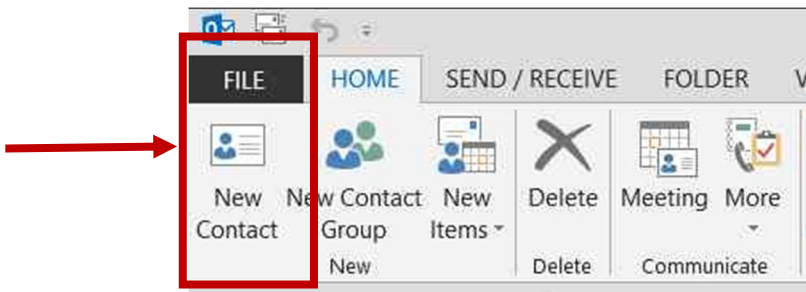 FILE HOME SEND / RECEIVE FOLDER
New New Contact New Delete Meeting More
Contact Group Items
New Delete Communicate